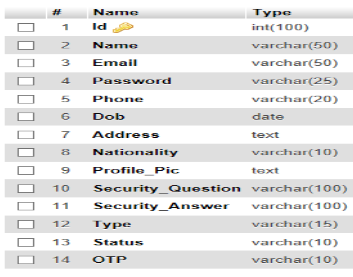 # Name Type
1 Id int(100)
2 Name varchar(50)
3 Email varchar(50)
4 Password varchar(25)
5 Phone varchar(20)
6 Dob date
7 Address text
8 Nationality varchar(10)
9 Profile_Pic text
10 Security_Question varchar(100)
11 Security_Answer varchar(100)
12 Type varchar(15)
13 Status varchar(10)
14 OTP varchar(10)